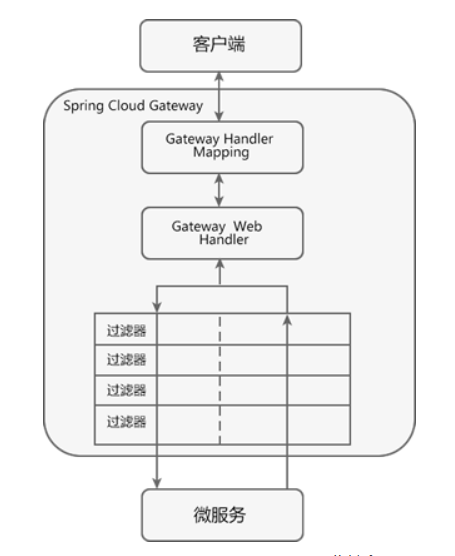 客户端
Spring Cloud Gateway
Gateway Handler
Mapping
Gateway Web
Handler
过滤器
过滤器
过滤器
过滤器
微服务